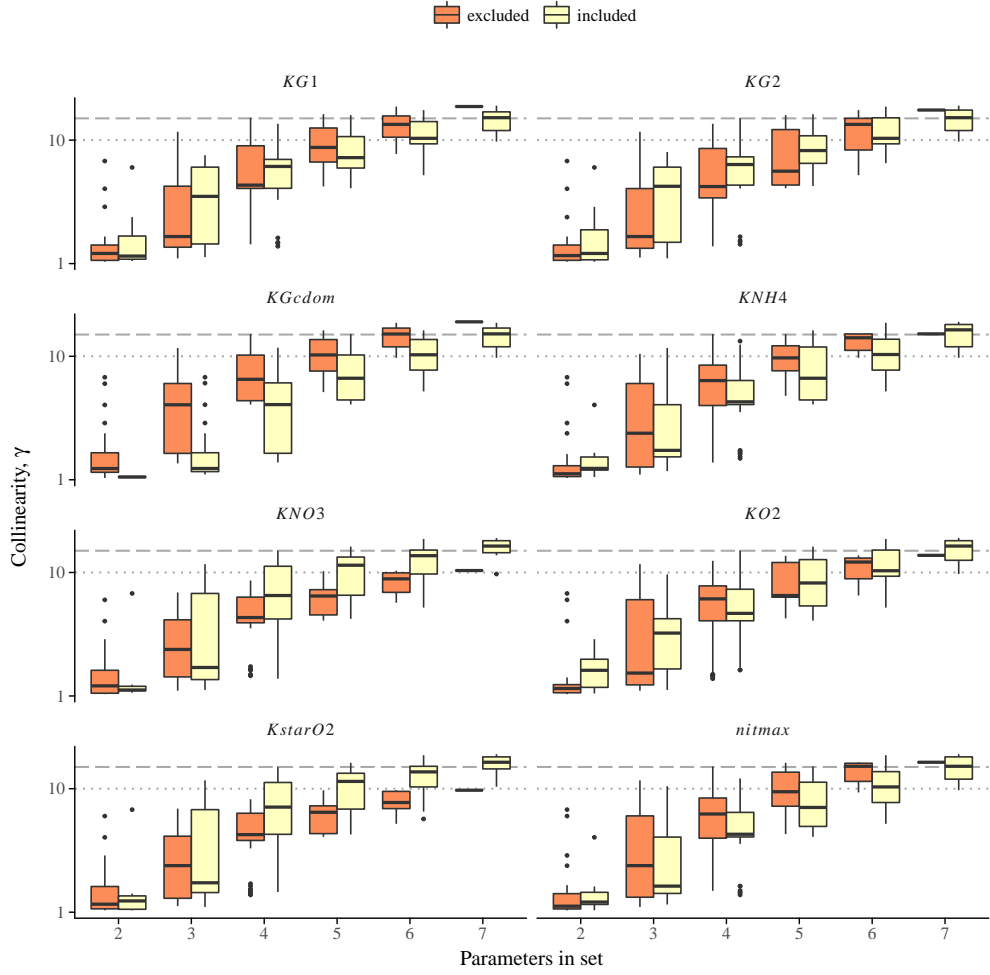 excluded included
KG1 KG2
10
1
KGcdom KNH4
10
1
KNO3 KO2
10
1
KstarO2 nitmax
10
1
2 3 4 5 6 7 2 3 4 5 6 7
Parameters in set
Collinearity, γ